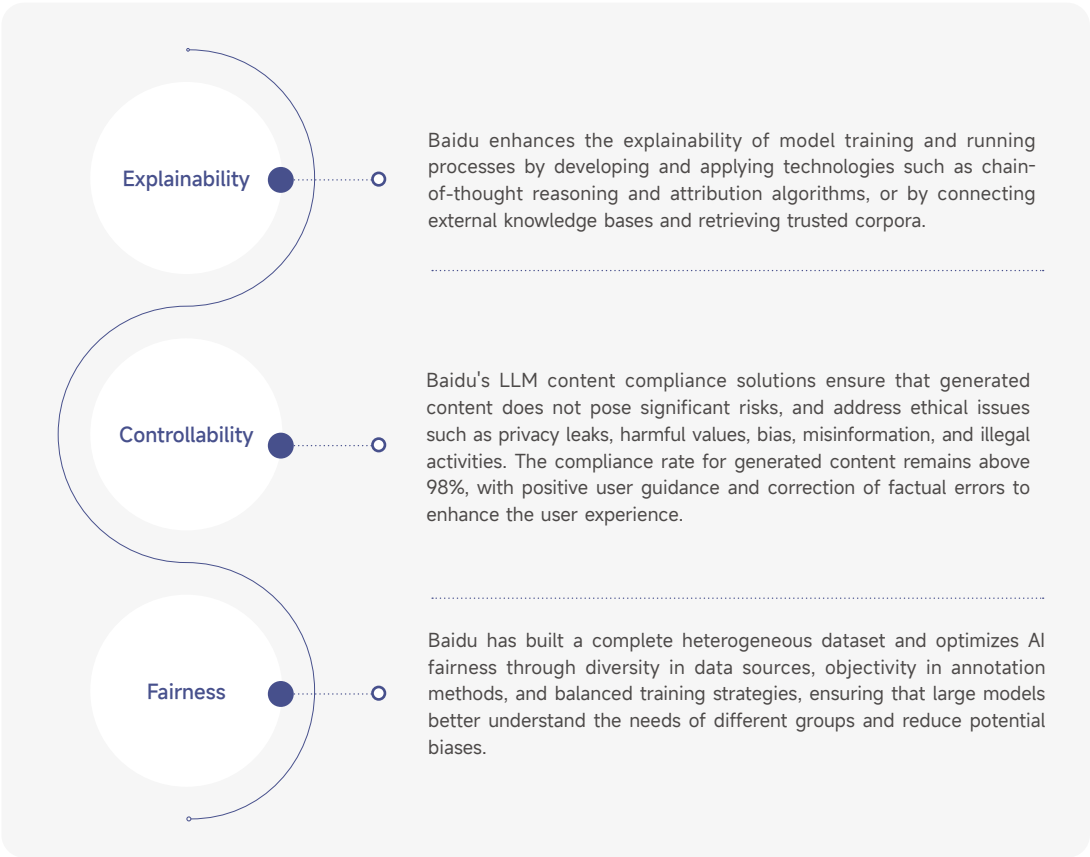 Explainability
Baidu enhances the explainability of model training and running
processes by developing and applying technologies such as chain-
of-thought reasoning and attribution algorithms, or by connecting
external knowledge bases and retrieving trusted corpora.
Controllability
Baidu's LLM content compliance solutions ensure that generated
content does not pose significant risks, and address ethical issues
such as privacy leaks, harmful values, bias, misinformation, and illegal
activities. The compliance rate for generated content remains above
98%, with positive user guidance and correction of factual errors to
enhance the user experience.
Fairness
Baidu has built a complete heterogeneous dataset and optimizes AI
fairness through diversity in data sources, objectivity in annotation
methods, and balanced training strategies, ensuring that large models
better understand the needs of different groups and reduce potential
biases.